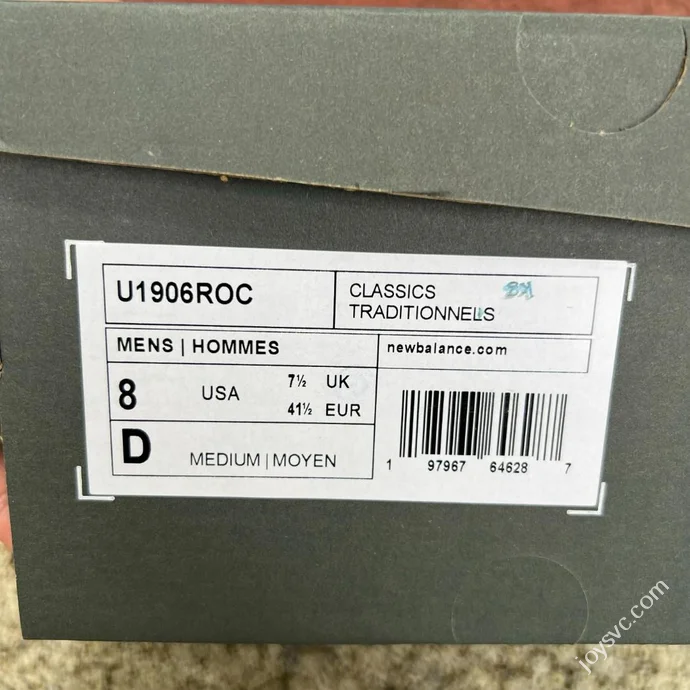 U1906ROC
CLASSICS
TRADITIONNELS
MENS | HOMMES
newbalance.com
8 USA 7½ UK
41½ EUR
D MEDIUM | MOYEN
1 97967 64628 7
joysvc.com